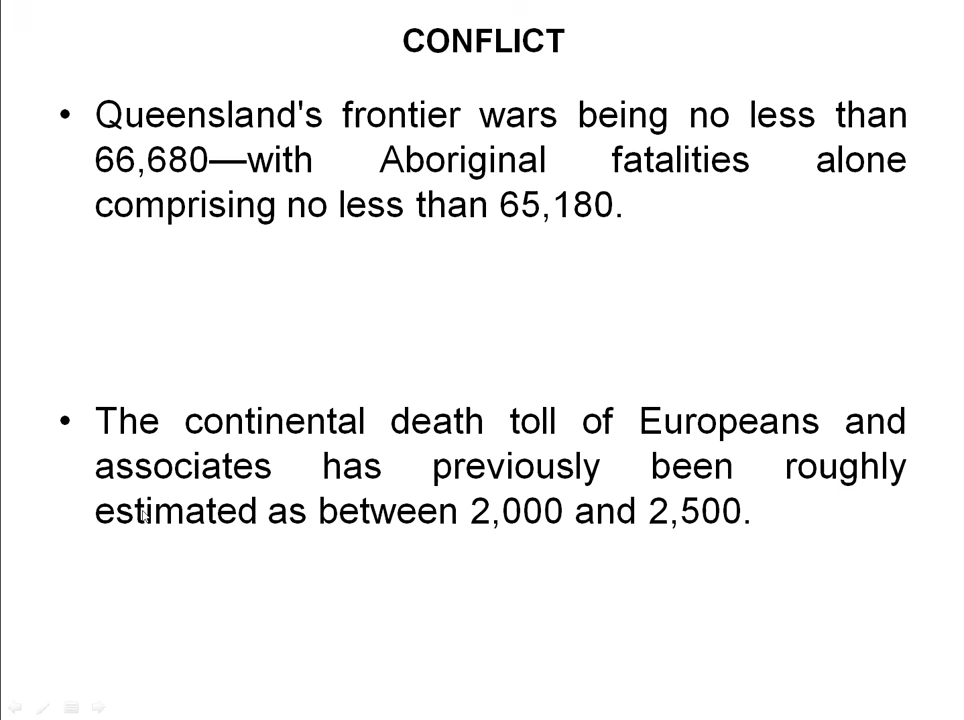 CONFLICT
• Queensland's frontier wars being no less than
66,680—with Aboriginal fatalities alone
comprising no less than 65,180.
• The continental death toll of Europeans and
associates has previously been roughly
estimated as between 2,000 and 2,500.